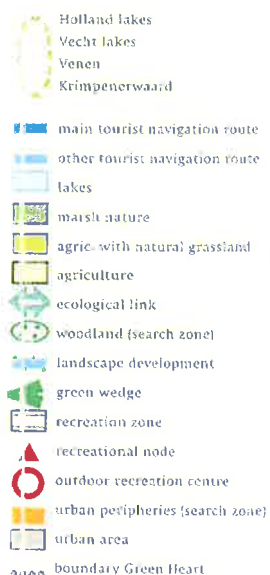 Holland lakes
Vecht lakes
Venen
Krimpenerwaard
main tourist navigation route
other tourist navigation route
lakes
marsh nature
agric. with natural grassland
agriculture
ecological link
woodland (search zone)
landscape development
green wedge
recreation zone
recreational node
outdoor recreation centre
urban peripheries (search zone)
urban area
boundary Green Heart